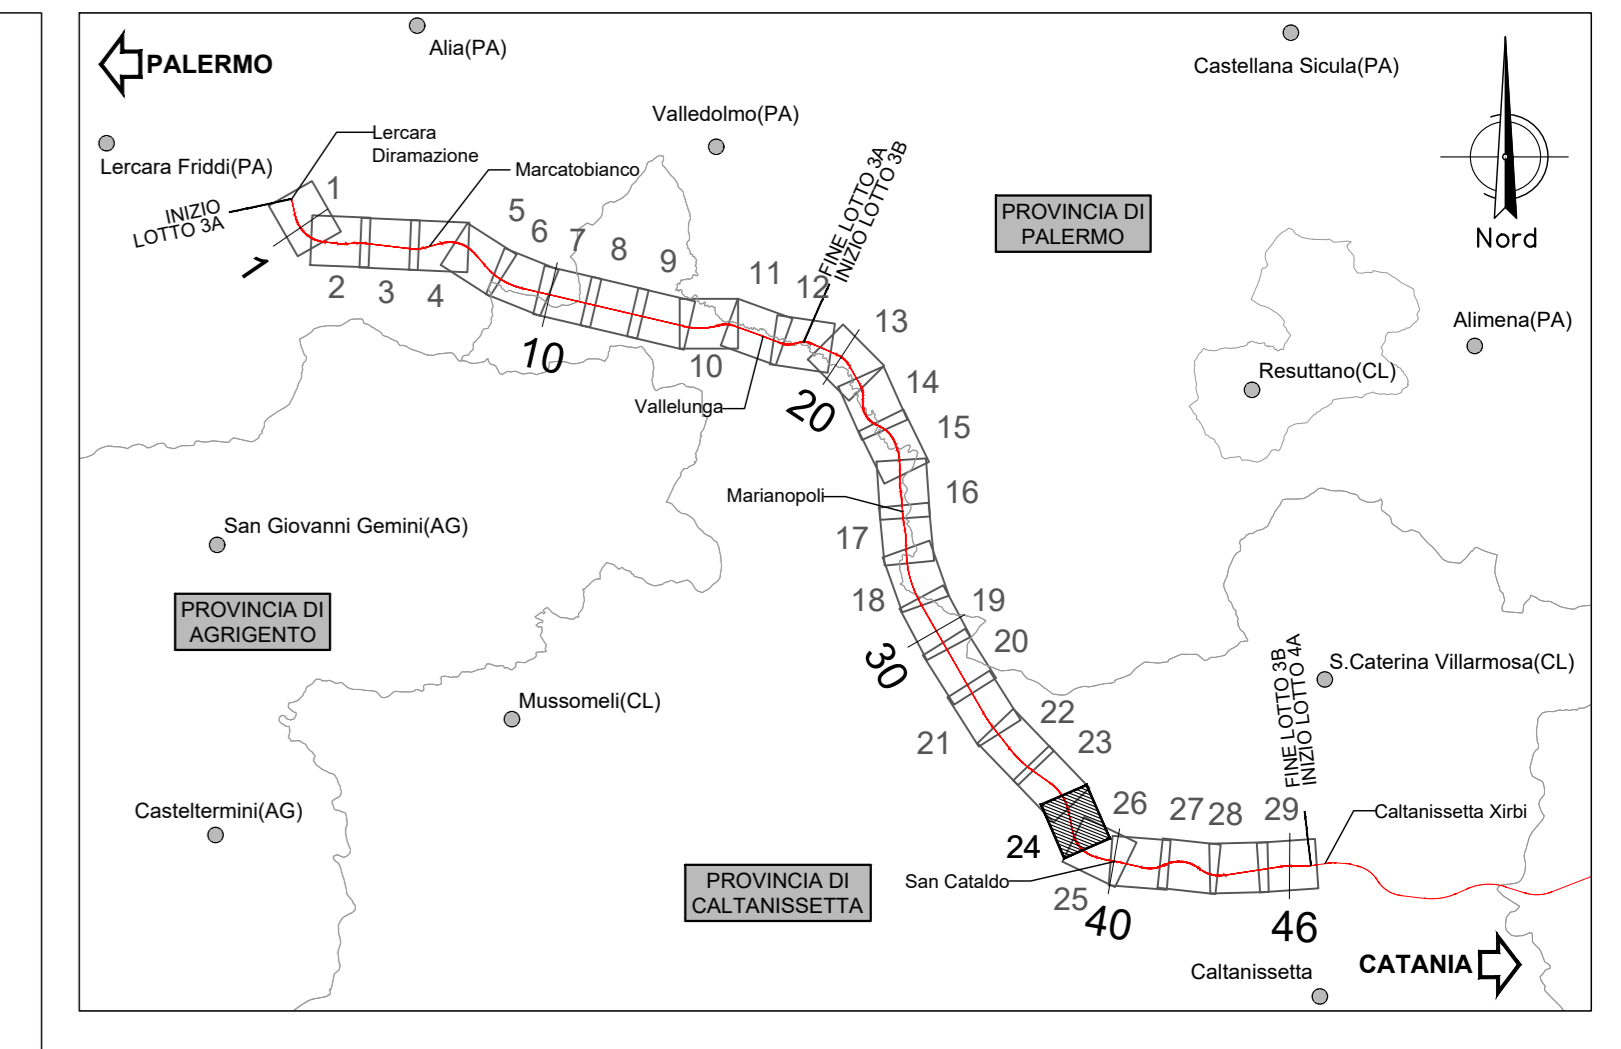 PALERMO
Alia(PA)
Castellana Sicula(PA)
Valledolmo(PA)
Lercara
Diramazione
Lercara Friddi(PA)
Marcatobianco
INIZIO
LOTTO 3A
1
1
2
3
4
5
6
7
8
9
10
10
11
12
FINE LOTTO 3A
INIZIO LOTTO 3B
PROVINCIA DI
PALERMO
Nord
Alimena(PA)
Resuttano(CL)
13
14
15
20
Vallelunga
Marianopoli
16
17
San Giovanni Gemini(AG)
PROVINCIA DI
AGRIGENTO
18
19
20
30
S.Caterina Villarmosa(CL)
FINE LOTTO 3B
INIZIO LOTTO 4A
Mussomeli(CL)
21
22
23
Casteltermini(AG)
24
25
26
27
28
29
Caltanissetta Xirbi
San Cataldo
PROVINCIA DI
CALTANISSETTA
40
46
Caltanissetta
CATANIA